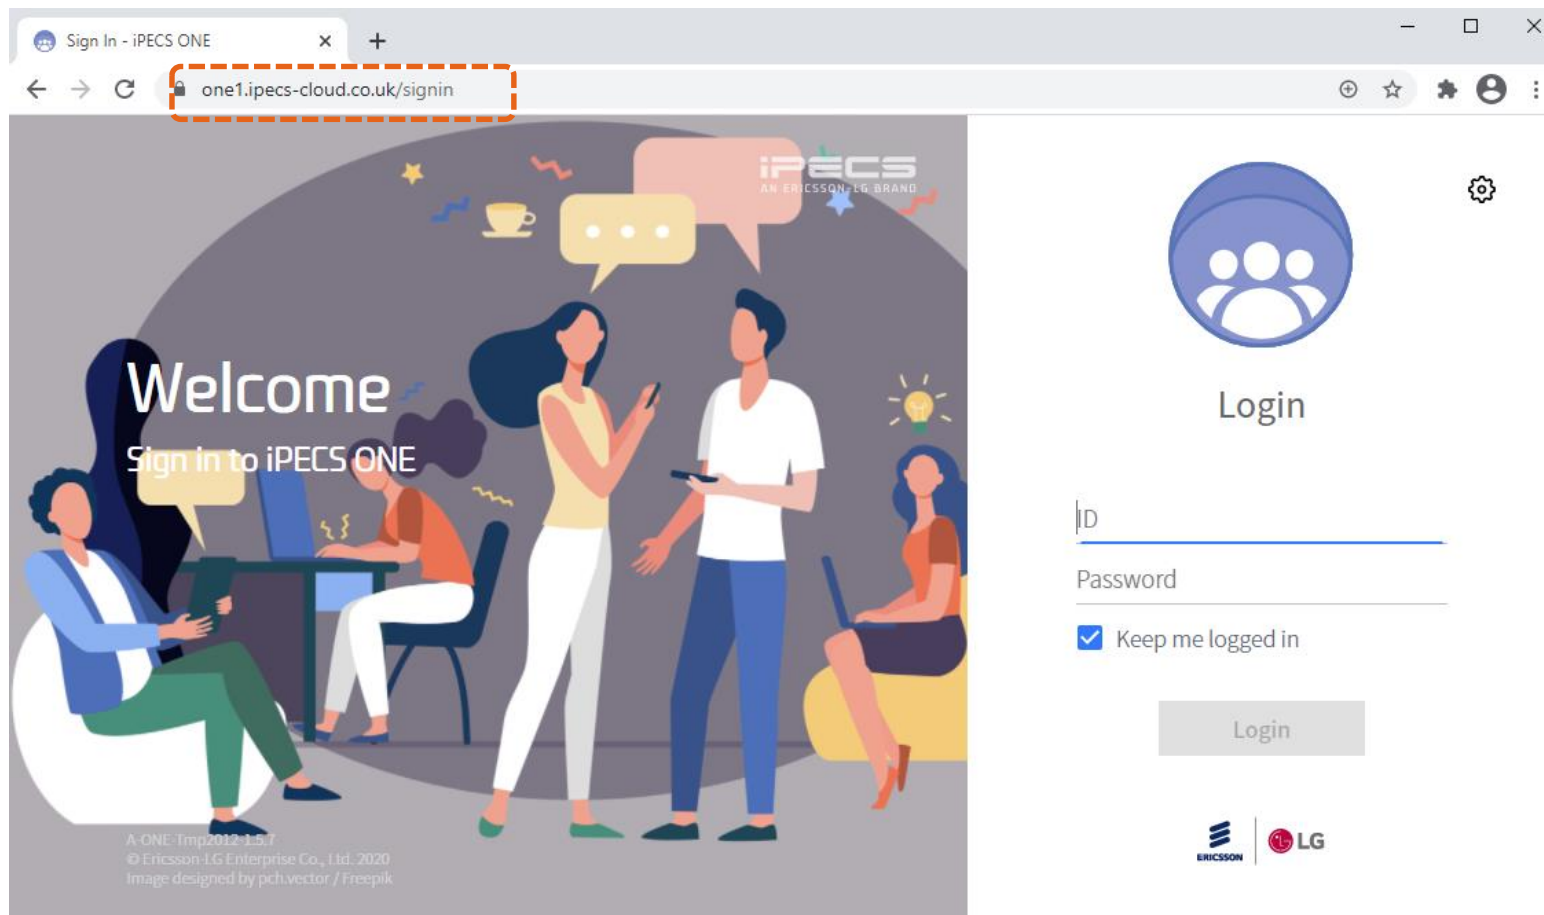 Sign In - iPECS ONE
one1.ipecs-cloud.co.uk/signin
iPECS
AN ERICSSON-LG BRAND
Welcome
Sign in to iPECS ONE
A-ONE-Tmp2012-1.5.7
© Ericsson-LG Enterprise Co., Ltd. 2020
Image designed by pch.vector / Freepik
Login
ID
Password
Keep me logged in
Login
ERICSSON
LG